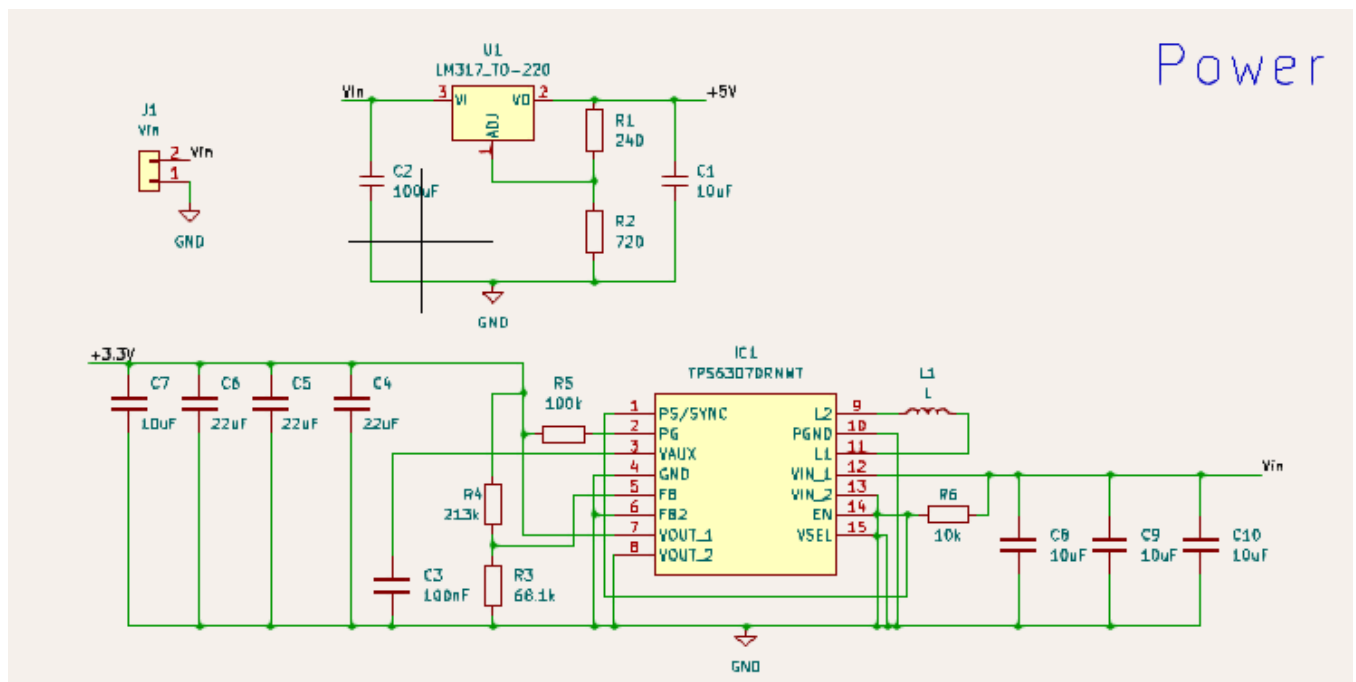 Power
U1
LM317_TO-220
Vin
3 VI VO 2
+5V
ADJ
1
R1
240
C2
100uF
C1
10uF
R2
720
GND
J1
Vin
2 Vin
1
GND
+3.3V
C7
10uF
C6
22uF
C5
22uF
C4
22uF
R5
100k
IC1
TPS63070RNMT
L1
L
1 PS/SYNC
2 PG
3 VAUX
4 GND
5 FB
6 FB2
7 VOUT_1
8 VOUT_2
L2 9
PGND 10
L1 11
VIN_1 12
VIN_2 13
EN 14
VSEL 15
Vin
R4
213k
R6
10k
C3
100nF
R3
68.1k
C8
10uF
C9
10uF
C10
10uF
GND